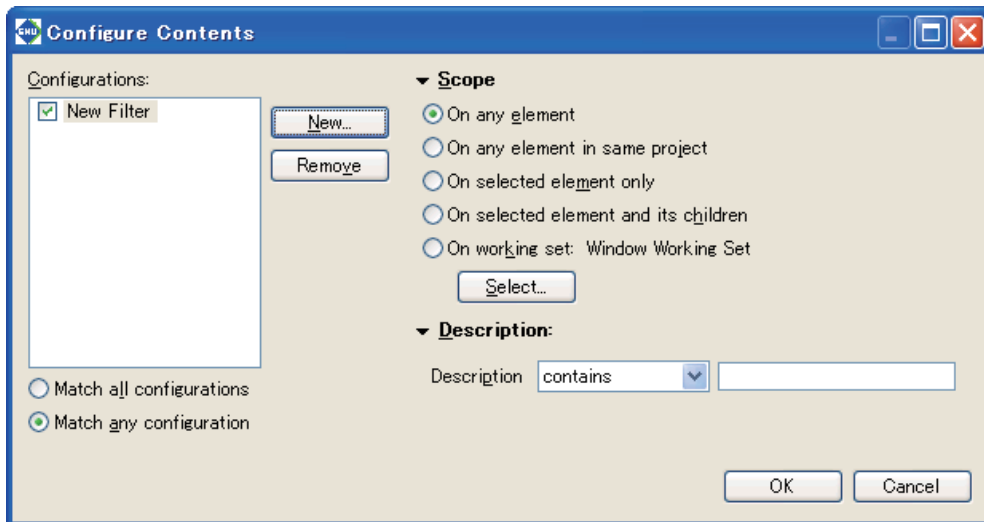 GNU Configure Contents
Configurations:
New Filter
New...
Remove
Match all configurations
Match any configuration
Scope
On any element
On any element in same project
On selected element only
On selected element and its children
On working set: Window Working Set
Select...
Description:
Description contains
OK Cancel